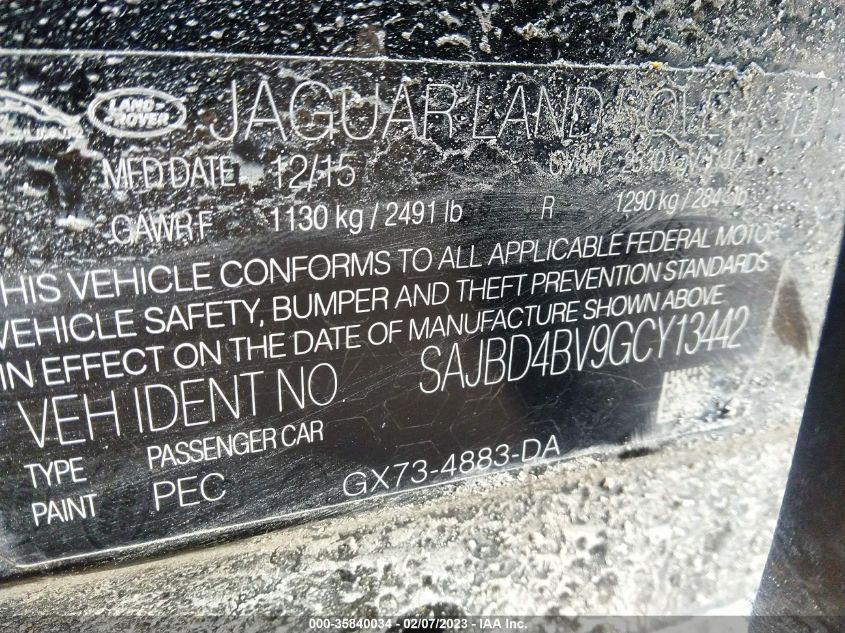 LAND-
ROVER
JAGUAR LAND
MFD DATE 12/15
GAWR F 1130 kg / 2491 lb R 1290 kg /
THIS VEHICLE CONFORMS TO ALL APPLICABLE FEDERAL MOTOR
VEHICLE SAFETY, BUMPER AND THEFT PREVENTION STANDARDS
IN EFFECT ON THE DATE OF MANUFACTURE SHOWN ABOVE
VEH IDENT NO. SAJBD4BV9GCY13442
TYPE PASSENGER CAR
PAINT PEC GX73-4883-DA
000-35840034 - 02/07/2023 - IAA Inc.